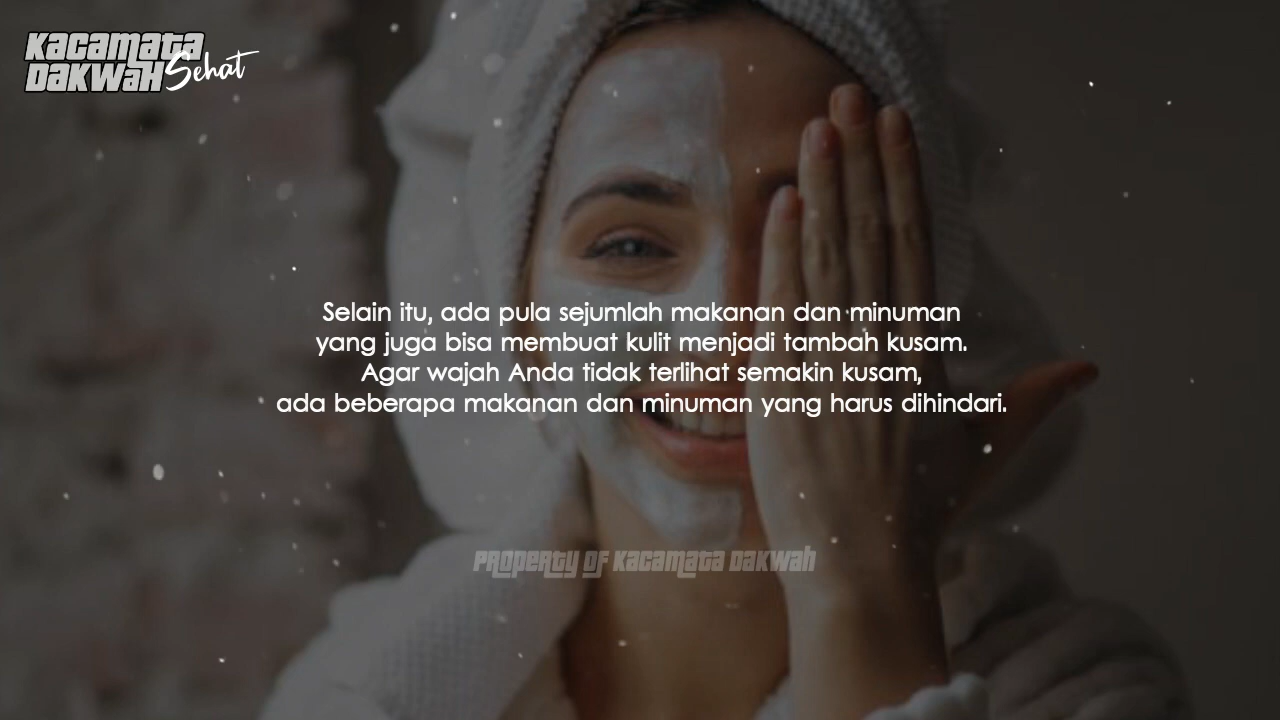 Kacamata
Dakwah Sehat
Selain itu, ada pula sejumlah makanan dan minuman
yang juga bisa membuat kulit menjadi tambah kusam.
Agar wajah Anda tidak terlihat semakin kusam,
ada beberapa makanan dan minuman yang harus dihindari.
Property of Kacamata Dakwah